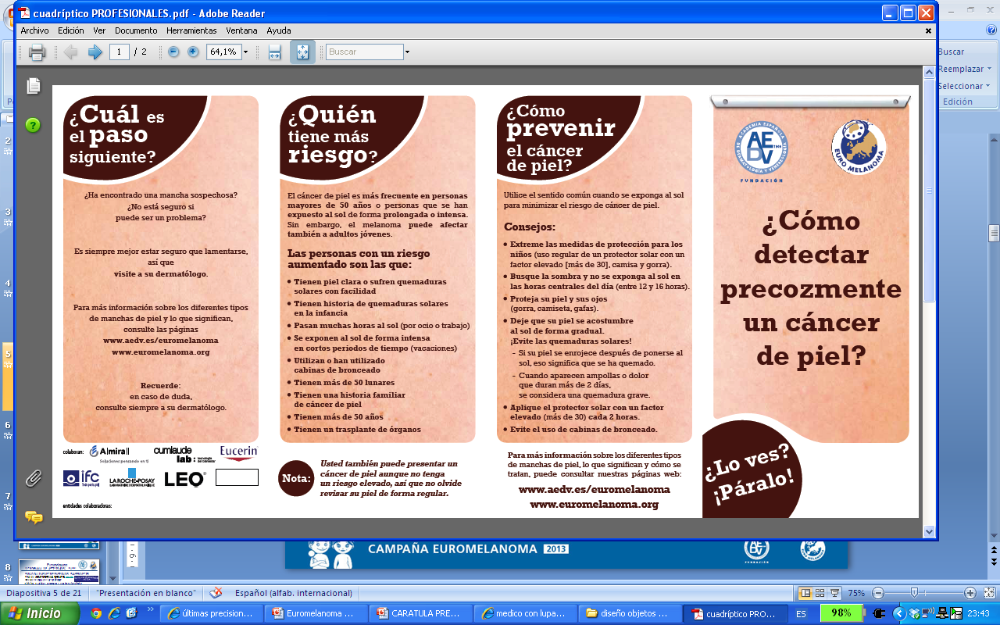 cuadríptico PROFESIONALES.pdf - Adobe Reader
Archivo Edición Ver Documento Herramientas Ventana Ayuda
1 / 2 64,1% Buscar
¿Cuál es
el paso
siguiente?
¿Ha encontrado una mancha sospechosa?
¿No está seguro si
puede ser un problema?
Es siempre mejor estar seguro que lamentarse,
así que
visite a su dermatólogo.
Para más información sobre los diferentes tipos
de manchas de piel y lo que significan,
consulte las páginas
www.aedv.es/euromelanoma
www.euromelanoma.org
Recuerde:
en caso de duda,
consulte siempre a su dermatólogo.
colaboran:
Almirall
Soluciones pensando en ti
cumlaude
lab:
Eucerin
ifc
LA ROCHE-POSAY
LABORATOIRE DERMATOLOGIQUE
LEO
entidades colaboradoras:
¿Quién
tiene más
riesgo?
El cáncer de piel es más frecuente en personas
mayores de 50 años o personas que se han
expuesto al sol de forma prolongada o intensa.
Sin embargo, el melanoma puede afectar
también a adultos jóvenes.
Las personas con un riesgo
aumentado son las que:
• Tienen piel clara o sufren quemaduras
solares con facilidad
• Tienen historia de quemaduras solares
en la infancia
• Pasan muchas horas al sol (por ocio o trabajo)
• Se exponen al sol de forma intensa
en cortos periodos de tiempo (vacaciones)
• Utilizan o han utilizado
cabinas de bronceado
• Tienen más de 50 lunares
• Tienen una historia familiar
de cáncer de piel
• Tienen más de 50 años
• Tienen un trasplante de órganos
Nota:
Usted también puede presentar un
cáncer de piel aunque no tenga
un riesgo elevado, así que no olvide
revisar su piel de forma regular.
¿Cómo
prevenir
el cáncer
de piel?
Utilice el sentido común cuando se exponga al sol
para minimizar el riesgo de cáncer de piel.
Consejos:
• Extreme las medidas de protección para los
niños (uso regular de un protector solar con un
factor elevado [más de 30], camisa y gorra).
• Busque la sombra y no se exponga al sol en
las horas centrales del día (entre 12 y 16 horas).
• Proteja su piel y sus ojos
(gorra, camiseta, gafas).
• Deje que su piel se acostumbre
al sol de forma gradual.
¡Evite las quemaduras solares!
- Si su piel se enrojece después de ponerse al
sol, eso significa que se ha quemado.
- Cuando aparecen ampollas o dolor
que duran más de 2 días,
se considera una quemadura grave.
• Aplique el protector solar con un factor
elevado (más de 30) cada 2 horas.
• Evite el uso de cabinas de bronceado.
Para más información sobre los diferentes tipos
de manchas de piel, lo que significan y cómo se
tratan, puede consultar nuestras páginas web:
www.aedv.es/euromelanoma
www.euromelanoma.org
ACADEMIA ESPAÑOLA
DE DERMATOLOGÍA Y VENEREOLOGÍA
AEDV
FUNDACIÓN
EURO MELANOMA
¿Cómo
detectar
precozmente
un cáncer
de piel?
¿Lo ves?
¡Páralo!
Buscar
Reemplazar
Seleccionar
Edición
2
3
4
5
6
7
8
CAMPAÑA EUROMELANOMA 2013
Diapositiva 5 de 21 "Presentación en blanco" Español (alfab. internacional) 75%
Inicio últimas precision... Euromelanoma ... CARATULA PRE... medico con lupa... diseño objetos ... cuadríptico PRO... ES 98% 23:43